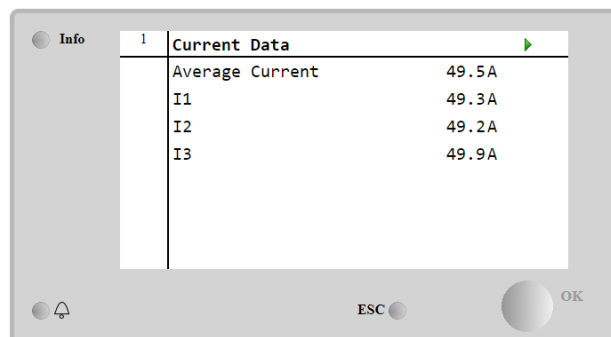 Info
1 Current Data
Average Current 49.5A
I1 49.3A
I2 49.2A
I3 49.9A
ESC OK